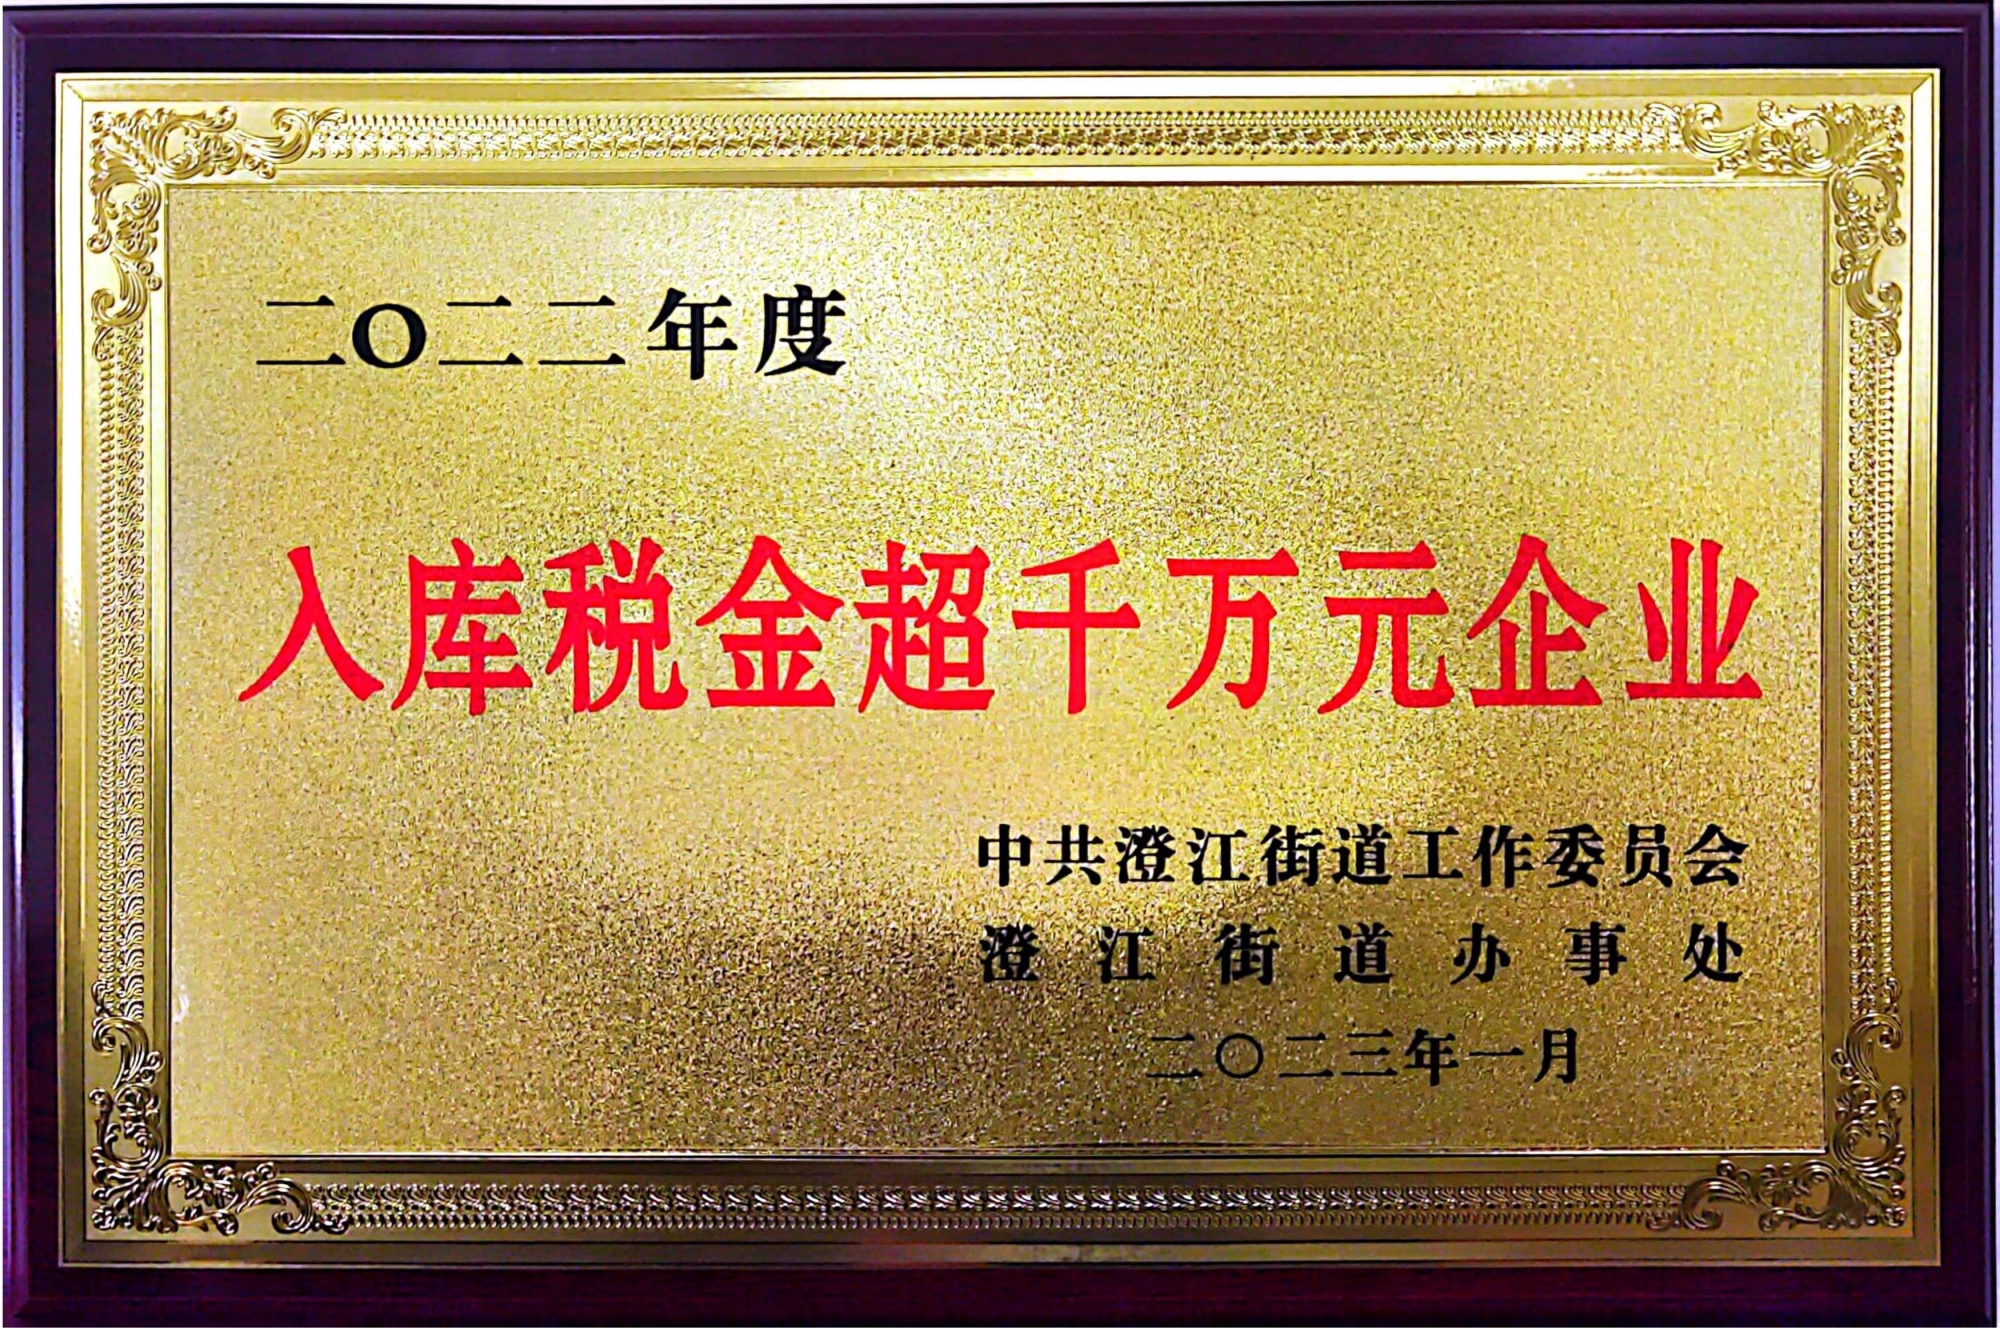 二〇二二年度
入库税金超千万元企业
中共澄江街道工作委员会
澄江街道办事处
二〇二三年一月